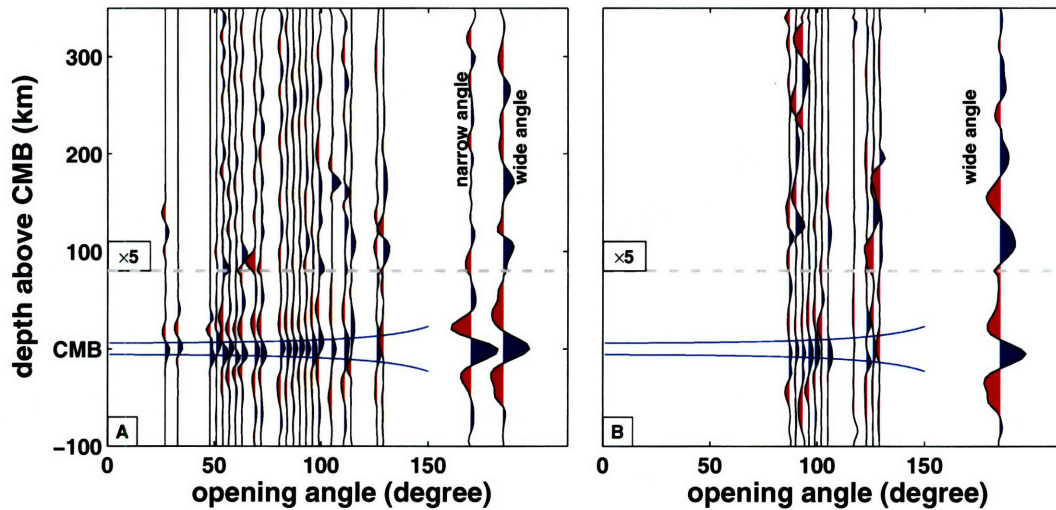 depth above CMB (km)
300
200
100
CMB
−100
×5
A
narrow angle
wide angle
0
50
100
150
opening angle (degree)
×5
B
wide angle
0
50
100
150
opening angle (degree)